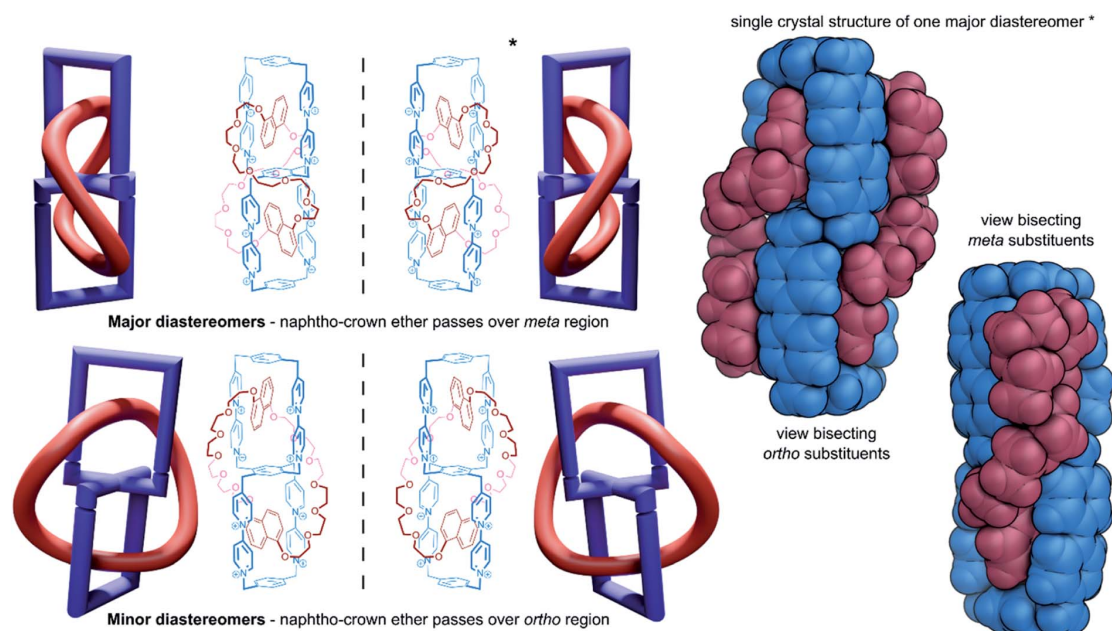 single crystal structure of one major diastereomer *
*
Major diastereomers - naphtho-crown ether passes over meta region
view bisecting
meta substituents
view bisecting
ortho substituents
Minor diastereomers - naphtho-crown ether passes over ortho region